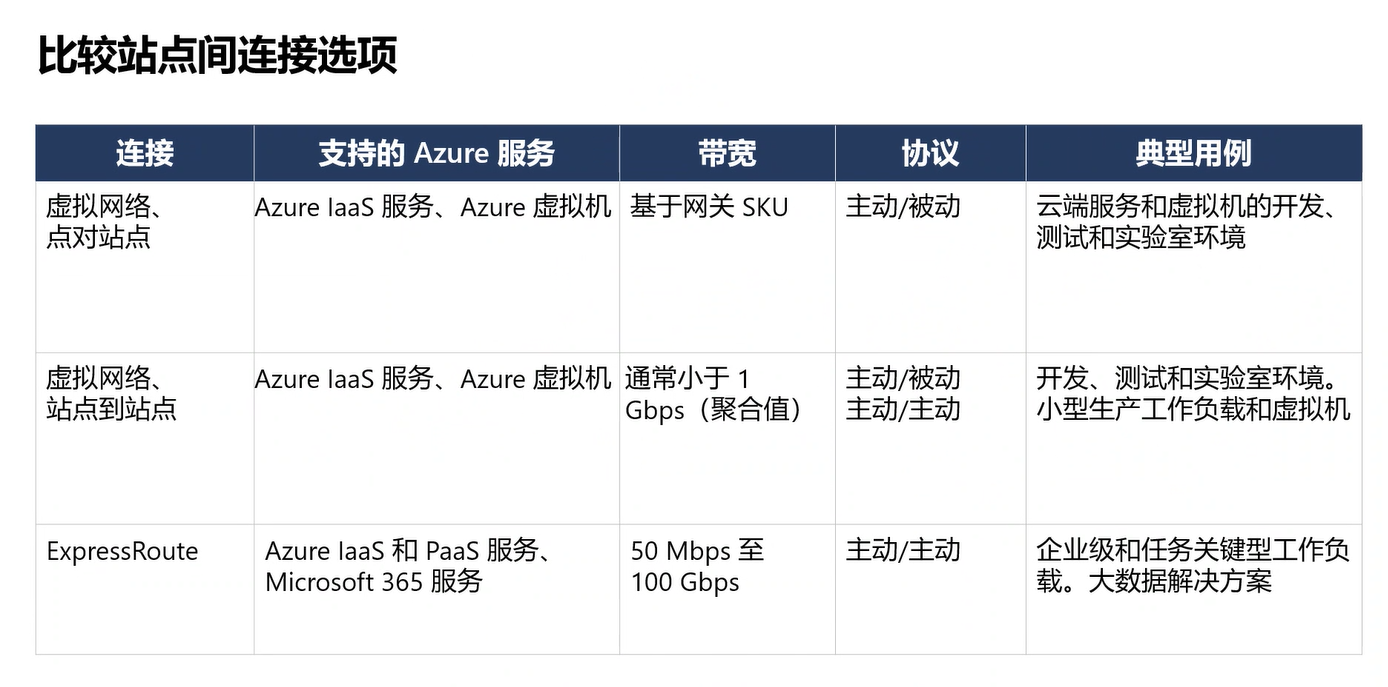 比较站点间连接选项
连接 支持的 Azure 服务 带宽 协议 典型用例
虚拟网络、
点对站点
Azure IaaS 服务、Azure 虚拟机
基于网关 SKU
主动/被动
云端服务和虚拟机的开发、
测试和实验室环境
虚拟网络、
站点到站点
Azure IaaS 服务、Azure 虚拟机
通常小于 1
Gbps（聚合值）
主动/被动
主动/主动
开发、测试和实验室环境。
小型生产工作负载和虚拟机
ExpressRoute
Azure IaaS 和 PaaS 服务、
Microsoft 365 服务
50 Mbps 至
100 Gbps
主动/主动
企业级和任务关键型工作负
载。大数据解决方案